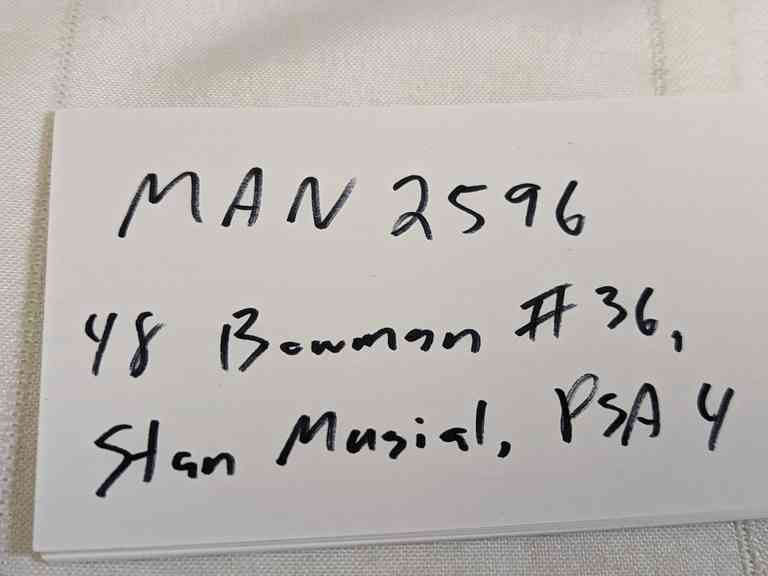 MAN 2596
48 Bowman #36,
Stan Musial, PSA 4